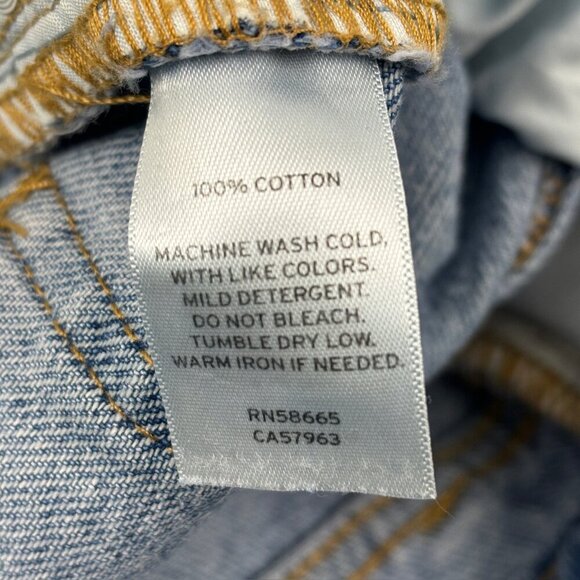 100% COTTON
MACHINE WASH COLD,
WITH LIKE COLORS.
MILD DETERGENT.
DO NOT BLEACH.
TUMBLE DRY LOW.
WARM IRON IF NEEDED.
RN58665
CA57963